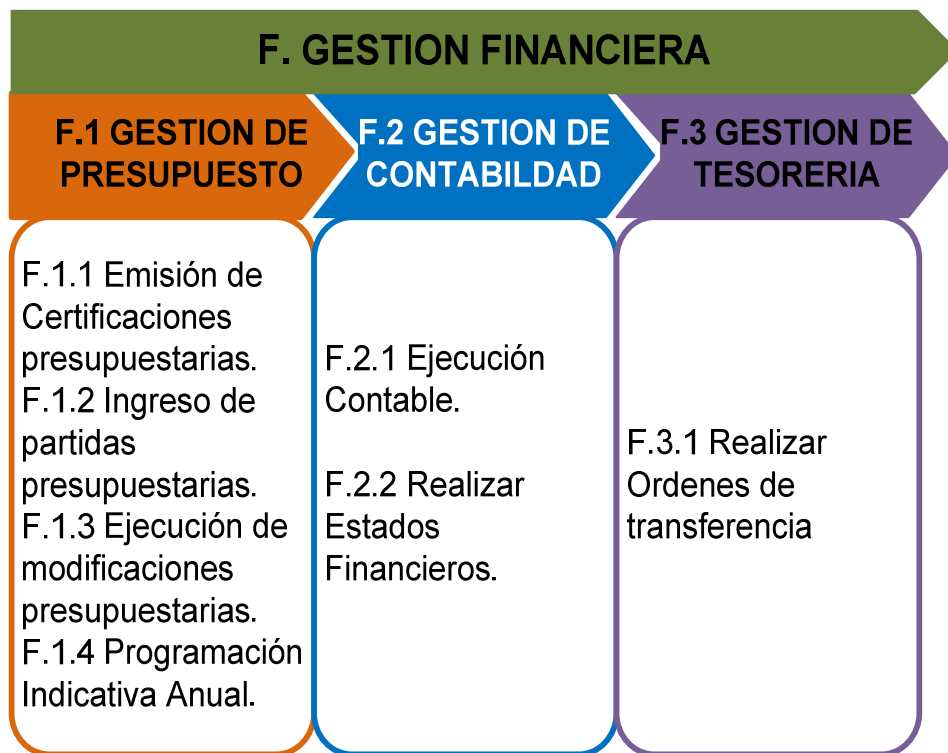 F. GESTION FINANCIERA
F.1 GESTION DE
PRESUPUESTO
F.2 GESTION DE
CONTABILDAD
F.3 GESTION DE
TESORERIA
F.1.1 Emisión de
Certificaciones
presupuestarias.
F.1.2 Ingreso de
partidas
presupuestarias.
F.1.3 Ejecución de
modificaciones
presupuestarias.
F.1.4 Programación
Indicativa Anual.
F.2.1 Ejecución
Contable.
F.2.2 Realizar
Estados
Financieros.
F.3.1 Realizar
Ordenes de
transferencia